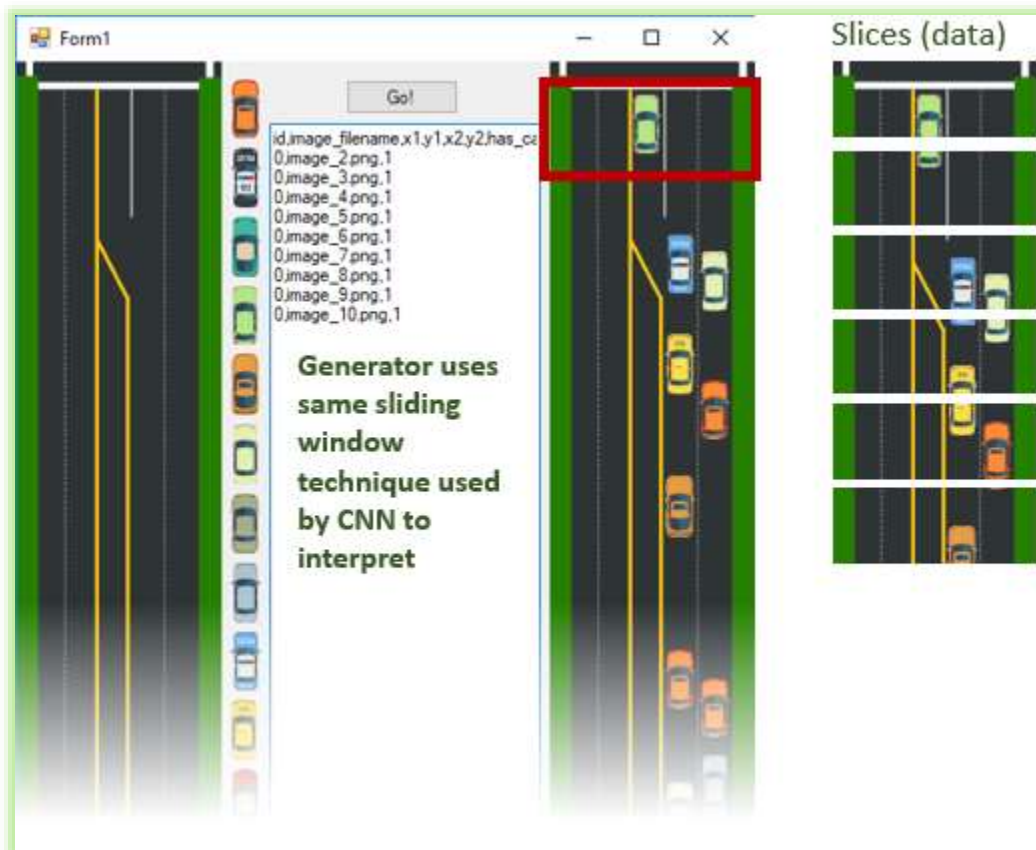 Form1
Slices (data)
Go!
id,image_filename,x1,y1,x2,y2,has_ca
0,image_2.png,1
0,image_3.png,1
0,image_4.png,1
0,image_5.png,1
0,image_6.png,1
0,image_7.png,1
0,image_8.png,1
0,image_9.png,1
0,image_10.png,1
Generator uses
same sliding
window
technique used
by CNN to
interpret